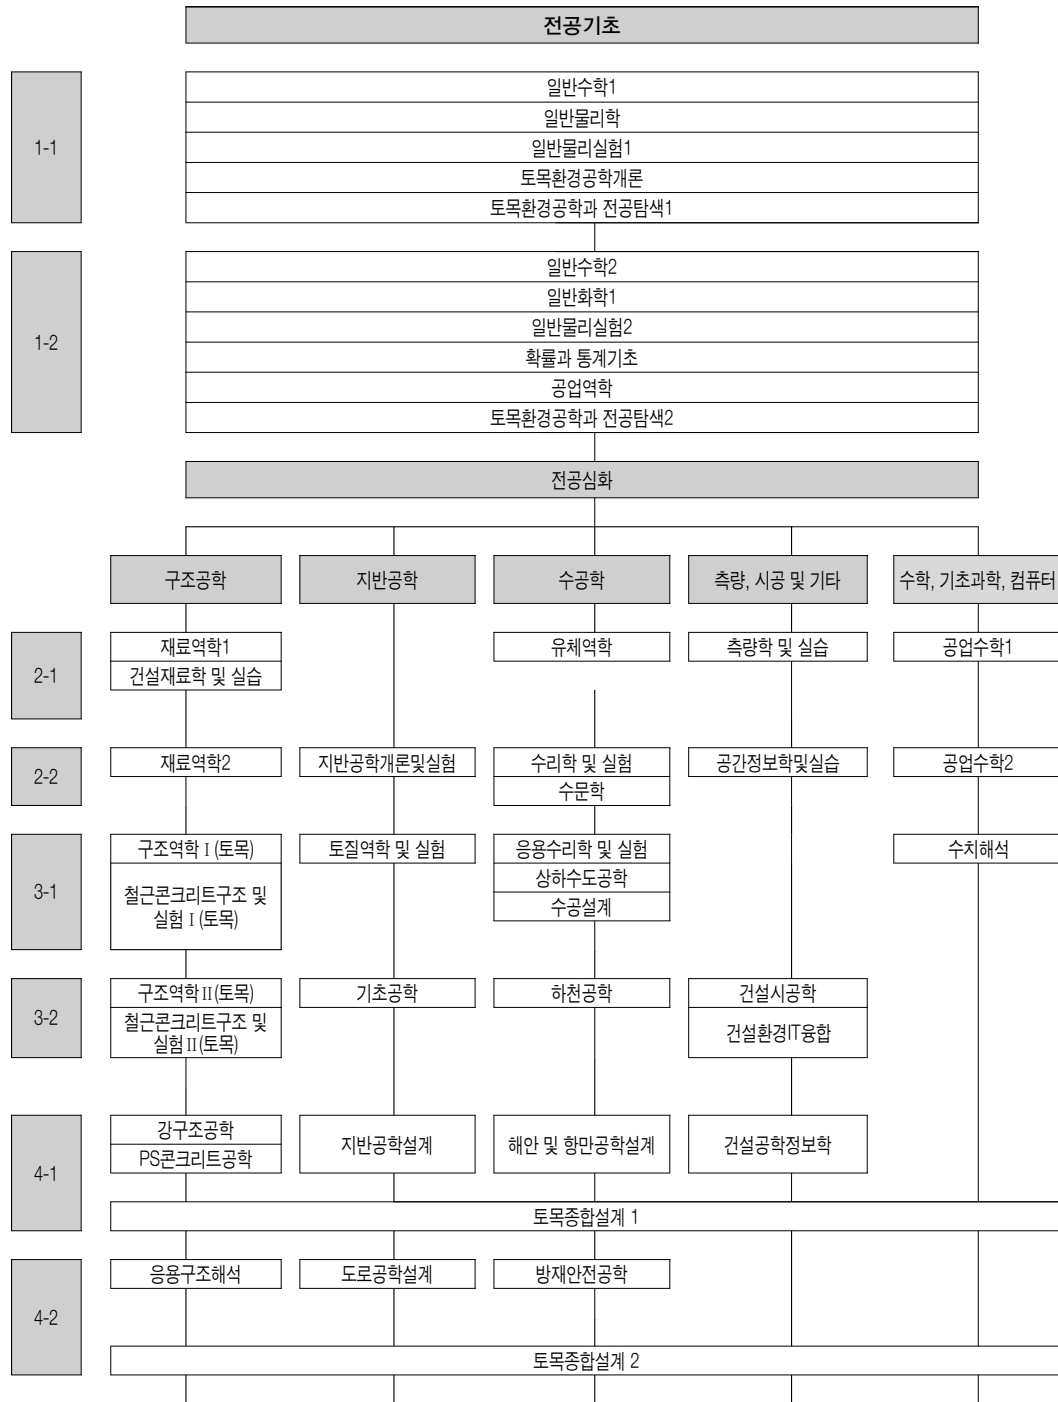 전공기초
1-1
일반수학1
일반물리학
일반물리실험1
토목환경공학개론
토목환경공학과 전공탐색1
1-2
일반수학2
일반화학1
일반물리실험2
확률과 통계기초
공업역학
토목환경공학과 전공탐색2
전공심화
구조공학
지반공학
수공학
측량, 시공 및 기타
수학, 기초과학, 컴퓨터
2-1
재료역학1
건설재료학 및 실습
유체역학
측량학 및 실습
공업수학1
2-2
재료역학2
지반공학개론및실험
수리학 및 실험
수문학
공간정보학및실습
공업수학2
3-1
구조역학Ⅰ(토목)
철근콘크리트구조 및
실험Ⅰ(토목)
토질역학 및 실험
응용수리학 및 실험
상하수도공학
수공설계
수치해석
3-2
구조역학Ⅱ(토목)
철근콘크리트구조 및
실험Ⅱ(토목)
기초공학
하천공학
건설시공학
건설환경IT융합
4-1
강구조공학
PS콘크리트공학
지반공학설계
해안 및 항만공학설계
건설공학정보학
토목종합설계 1
4-2
응용구조해석
도로공학설계
방재안전공학
토목종합설계 2